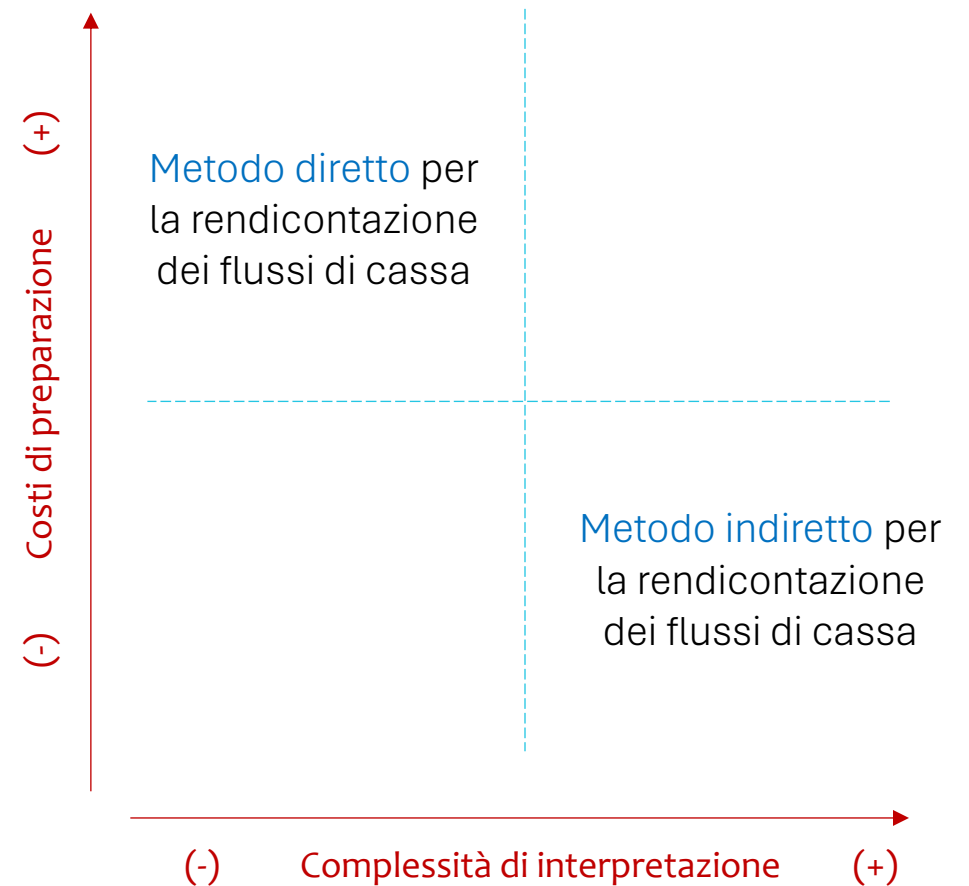 (+)
Costi di preparazione
(-)
Metodo diretto per
la rendicontazione
dei flussi di cassa
Metodo indiretto per
la rendicontazione
dei flussi di cassa
(-) Complessità di interpretazione (+)